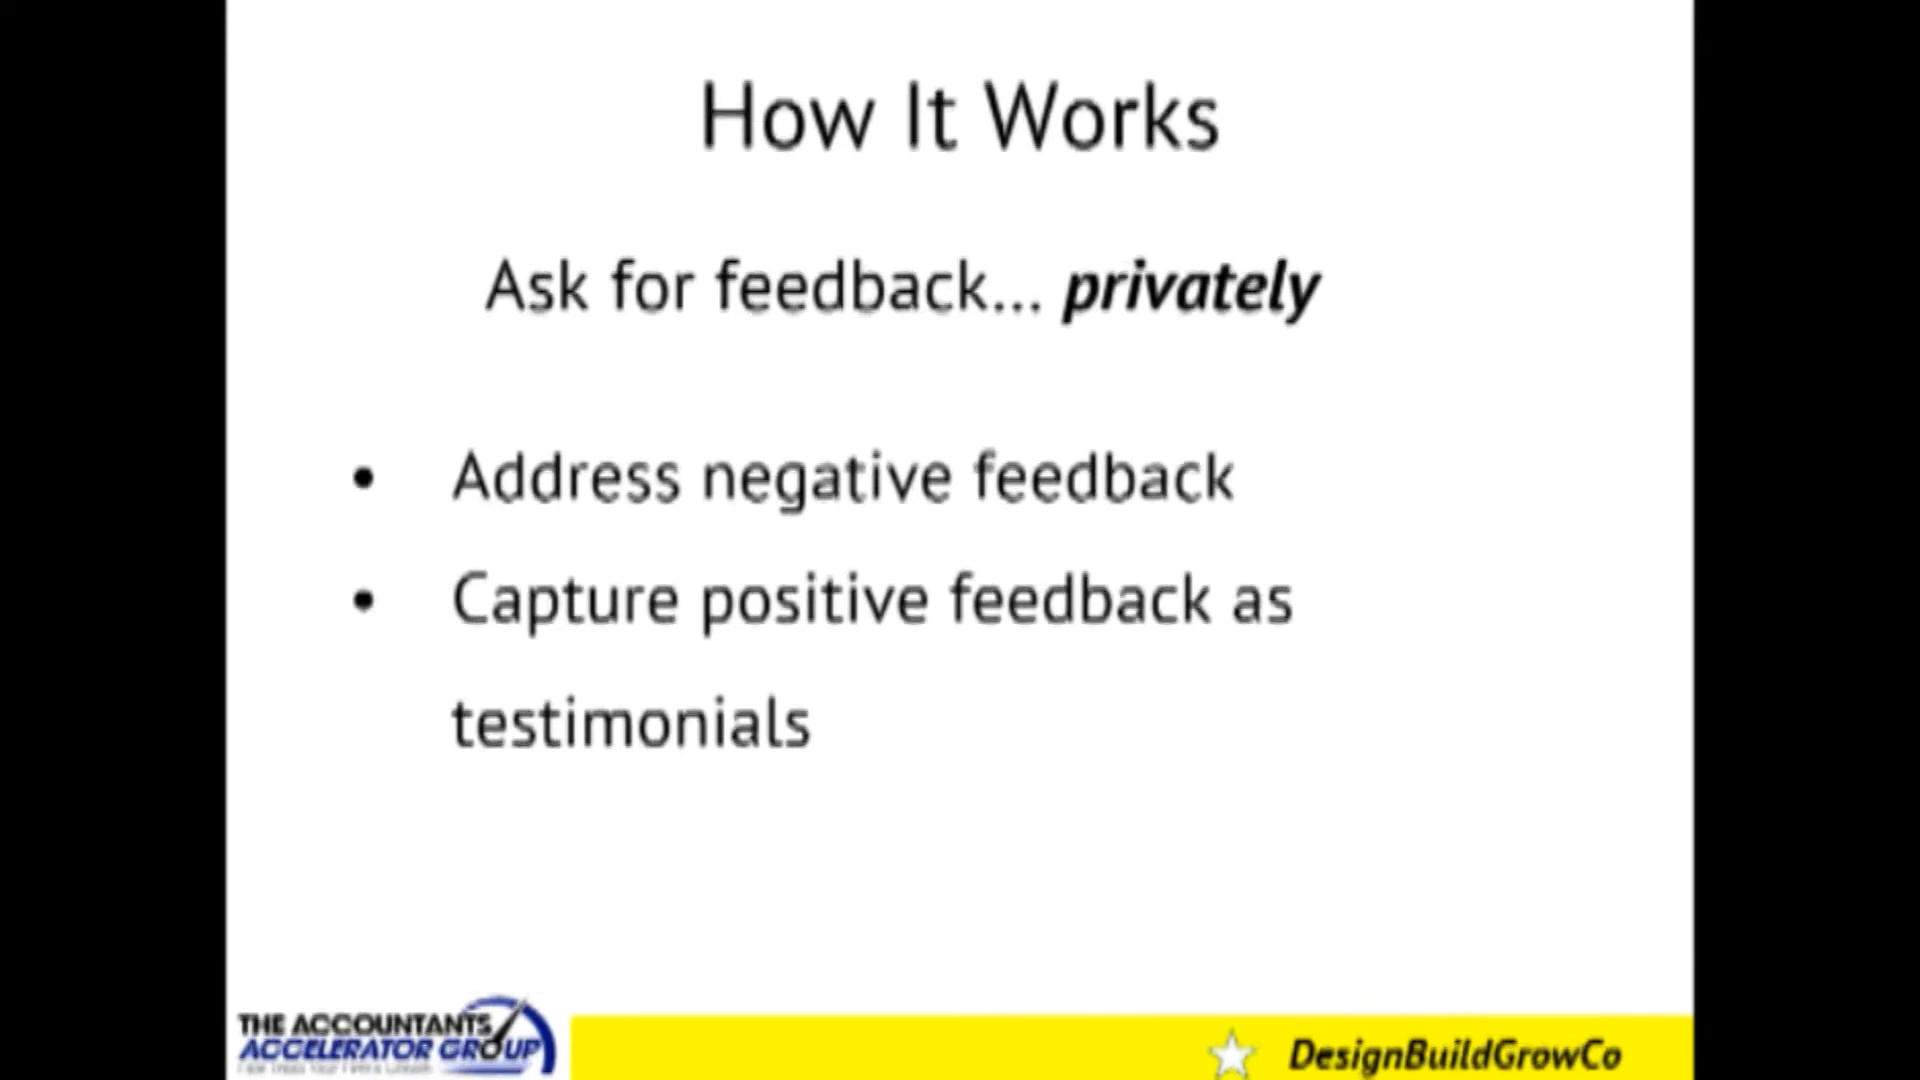 How It Works
Ask for feedback... privately
• Address negative feedback
• Capture positive feedback as
testimonials
THE ACCOUNTANTS
ACCELERATOR GROUP
DesignBuildGrowCo